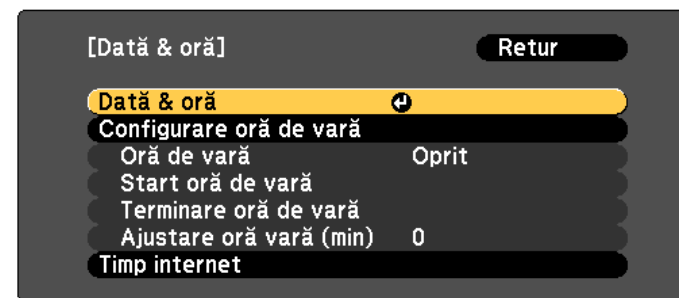 [Dată & oră] Retur
Dată & oră
Configurare oră de vară
Oră de vară Oprit
Start oră de vară
Terminare oră de vară
Ajustare oră vară (min) 0
Timp internet